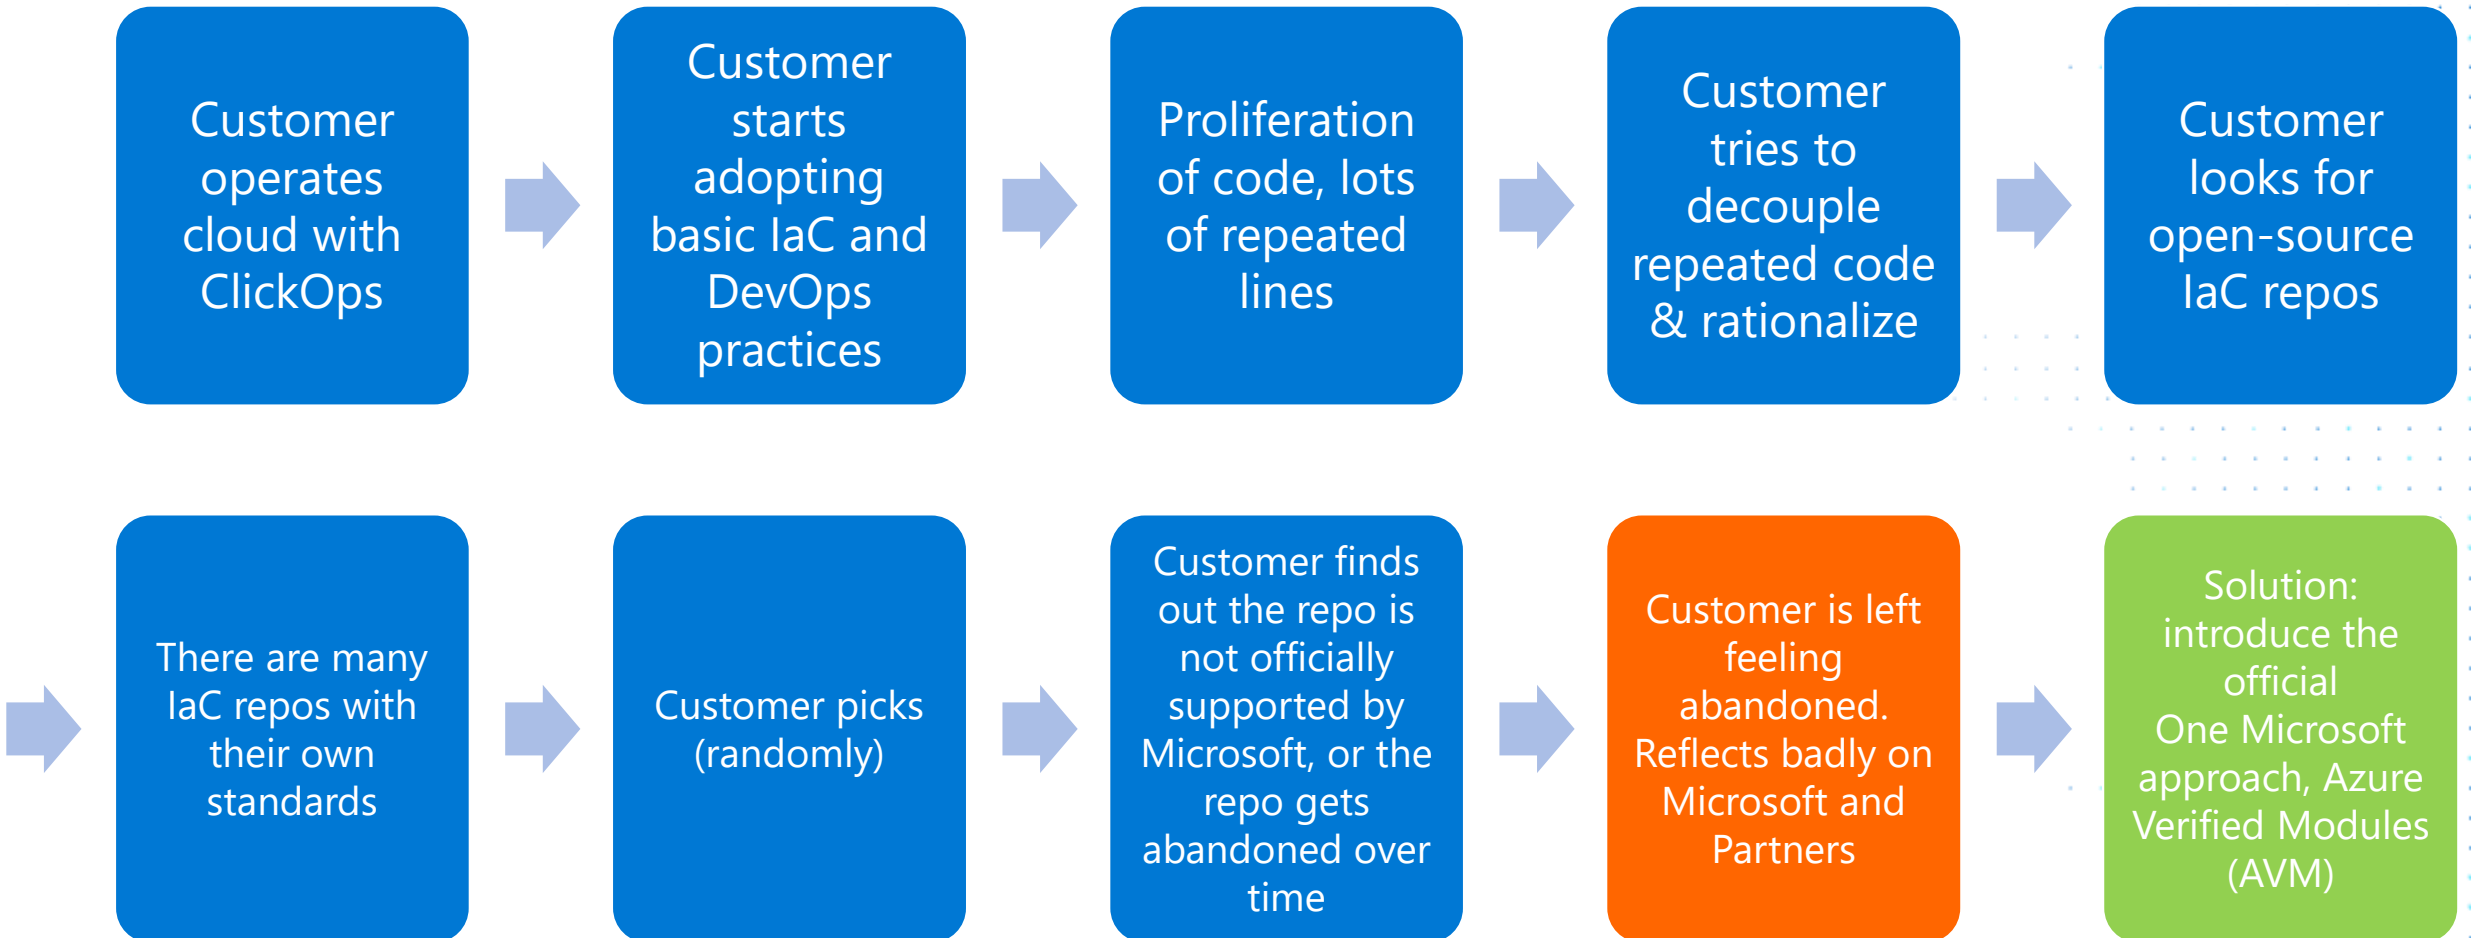 Customer
operates
cloud with
ClickOps
Customer
starts
adopting
basic IaC and
DevOps
practices
Proliferation
of code, lots
of repeated
lines
Customer
tries to
decouple
repeated code
& rationalize
Customer
looks for
open-source
IaC repos
There are many
IaC repos with
their own
standards
Customer picks
(randomly)
Customer finds
out the repo is
not officially
supported by
Microsoft, or the
repo gets
abandoned over
time
Customer is left
feeling
abandoned.
Reflects badly on
Microsoft and
Partners
Solution:
introduce the
official
One Microsoft
approach, Azure
Verified Modules
(AVM)